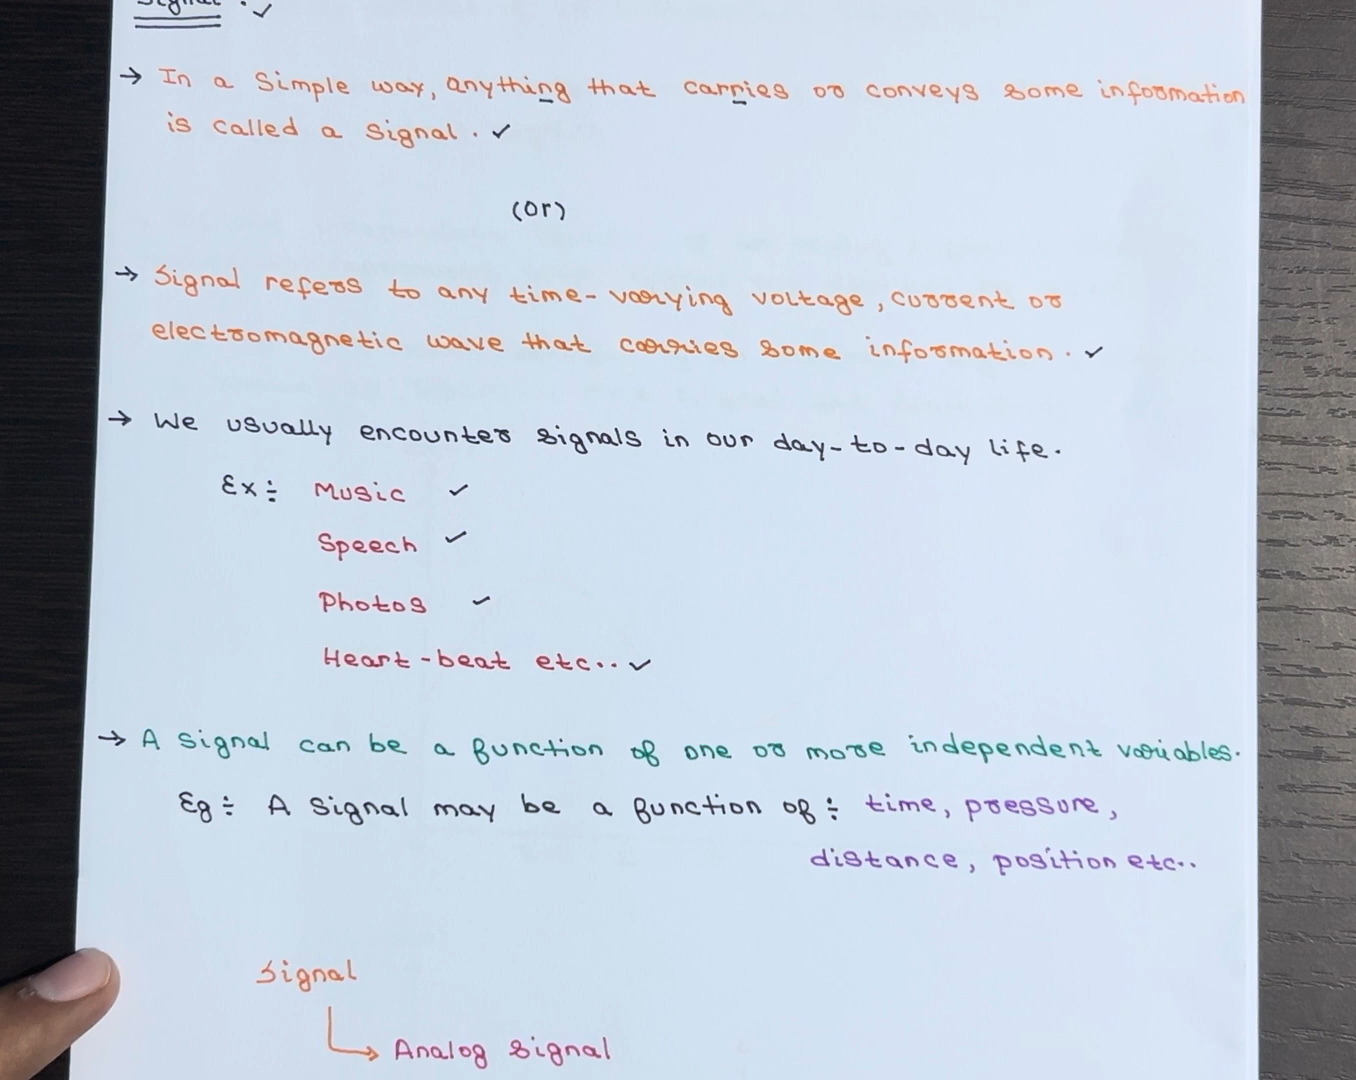 Signal :
→ In a Simple way, anything that carries or conveys some information
is called a signal.
(or)
→ Signal refers to any time-varying voltage, current or
electromagnetic wave that carries some information.
→ We usually encounter signals in our day-to-day life.
Ex÷ Music
Speech
Photos
Heart-beat etc..
→ A signal can be a function of one or more independent variables.
Eg÷ A Signal may be a function of÷ time, pressure,
distance, position etc..
Signal
Analog signal